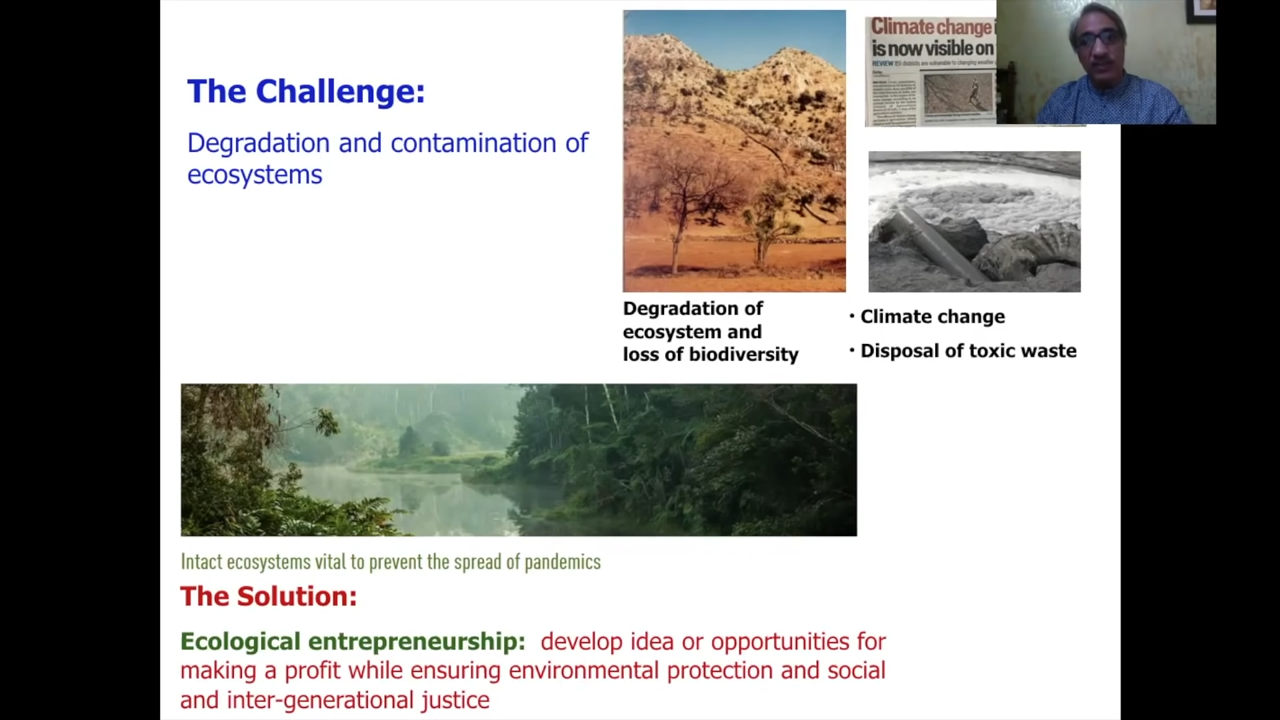 The Challenge:
Degradation and contamination of
ecosystems
Climate change
is now visible on
REVIEW
Degradation of
ecosystem and
loss of biodiversity
• Climate change
• Disposal of toxic waste
Intact ecosystems vital to prevent the spread of pandemics
The Solution:
Ecological entrepreneurship: develop idea or opportunities for
making a profit while ensuring environmental protection and social
and inter-generational justice